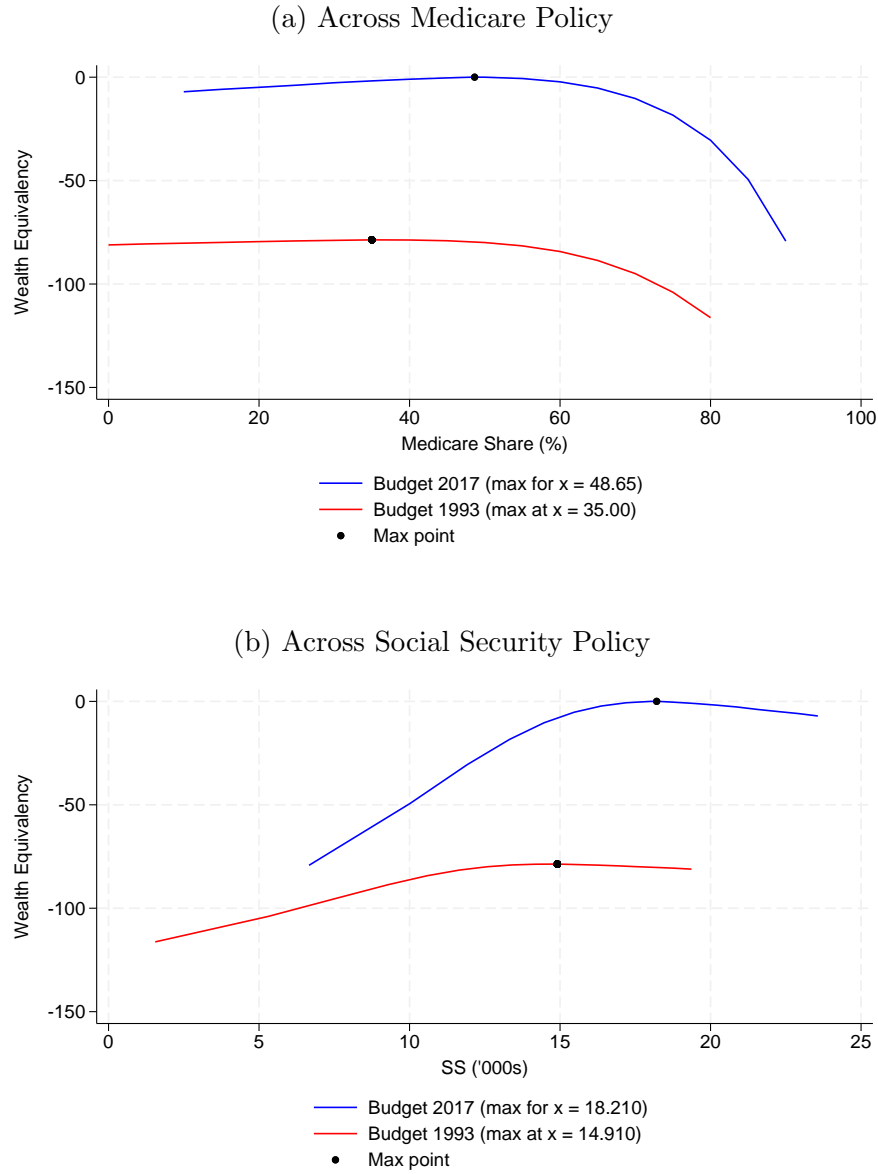 (a) Across Medicare Policy
0
-50
-100
-150
Wealth Equivalency
0 20 40 60 80 100
Medicare Share (%)
Budget 2017 (max for x = 48.65)
Budget 1993 (max at x = 35.00)
Max point
(b) Across Social Security Policy
0
-50
-100
-150
Wealth Equivalency
0 5 10 15 20 25
SS ('000s)
Budget 2017 (max for x = 18.210)
Budget 1993 (max at x = 14.910)
Max point